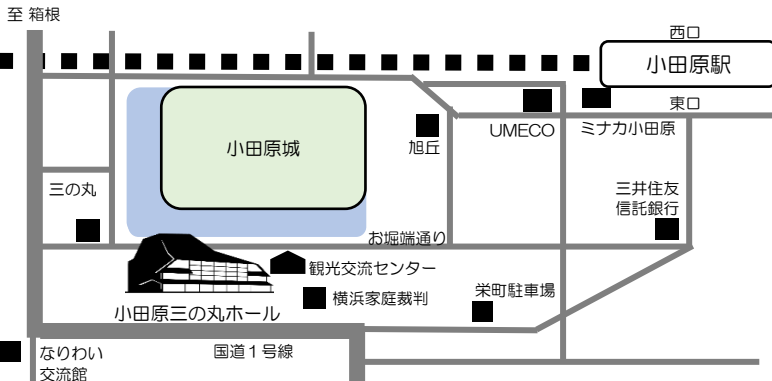 至 箱根
西口
小田原駅
東口
UMECO
ミナカ小田原
旭丘
小田原城
三の丸
三井住友
信託銀行
お堀端通り
観光交流センター
横浜家庭裁判
栄町駐車場
小田原三の丸ホール
国道１号線
なりわい
交流館